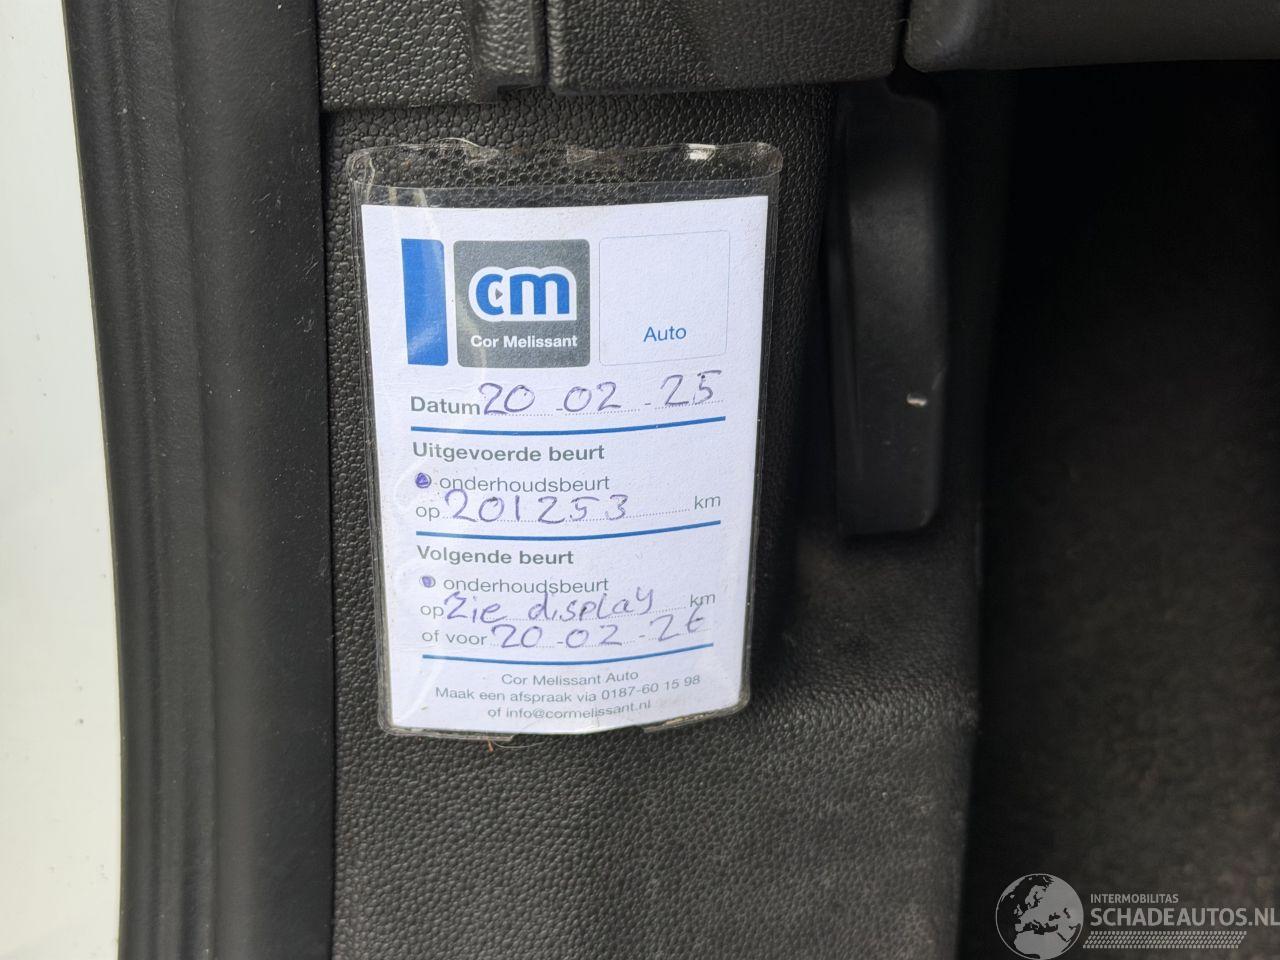 cm
Cor Melissant
Auto
Datum 20 - 02 - 25
Uitgevoerde beurt
onderhoudsbeurt
op 201253 km
Volgende beurt
onderhoudsbeurt
op Zie display km
of voor 20 - 02 - 26
Cor Melissant Auto
Maak een afspraak via 0187-60 15 98
of info@cormelissant.nl
INTERMOBILITAS
SCHADEAUTOS.NL